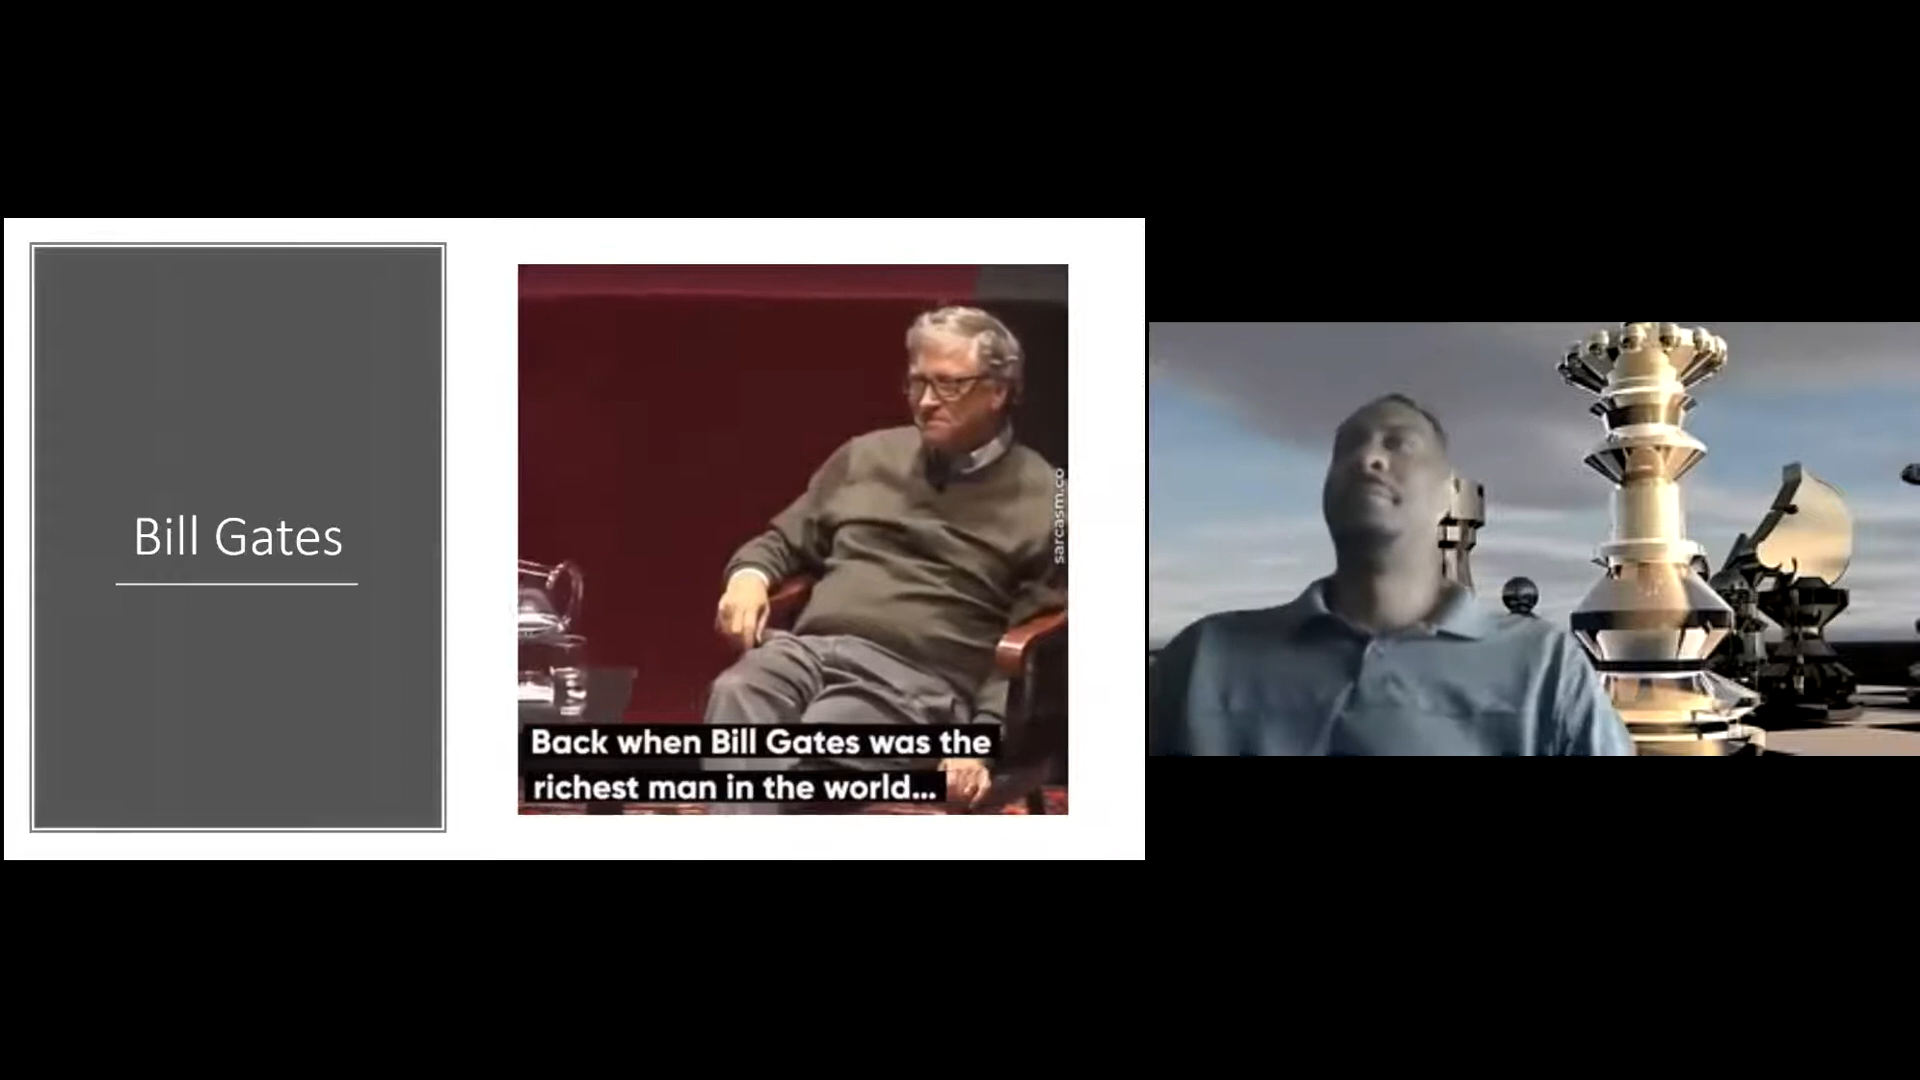 Bill Gates
sarcasm.co
Back when Bill Gates was the
richest man in the world...